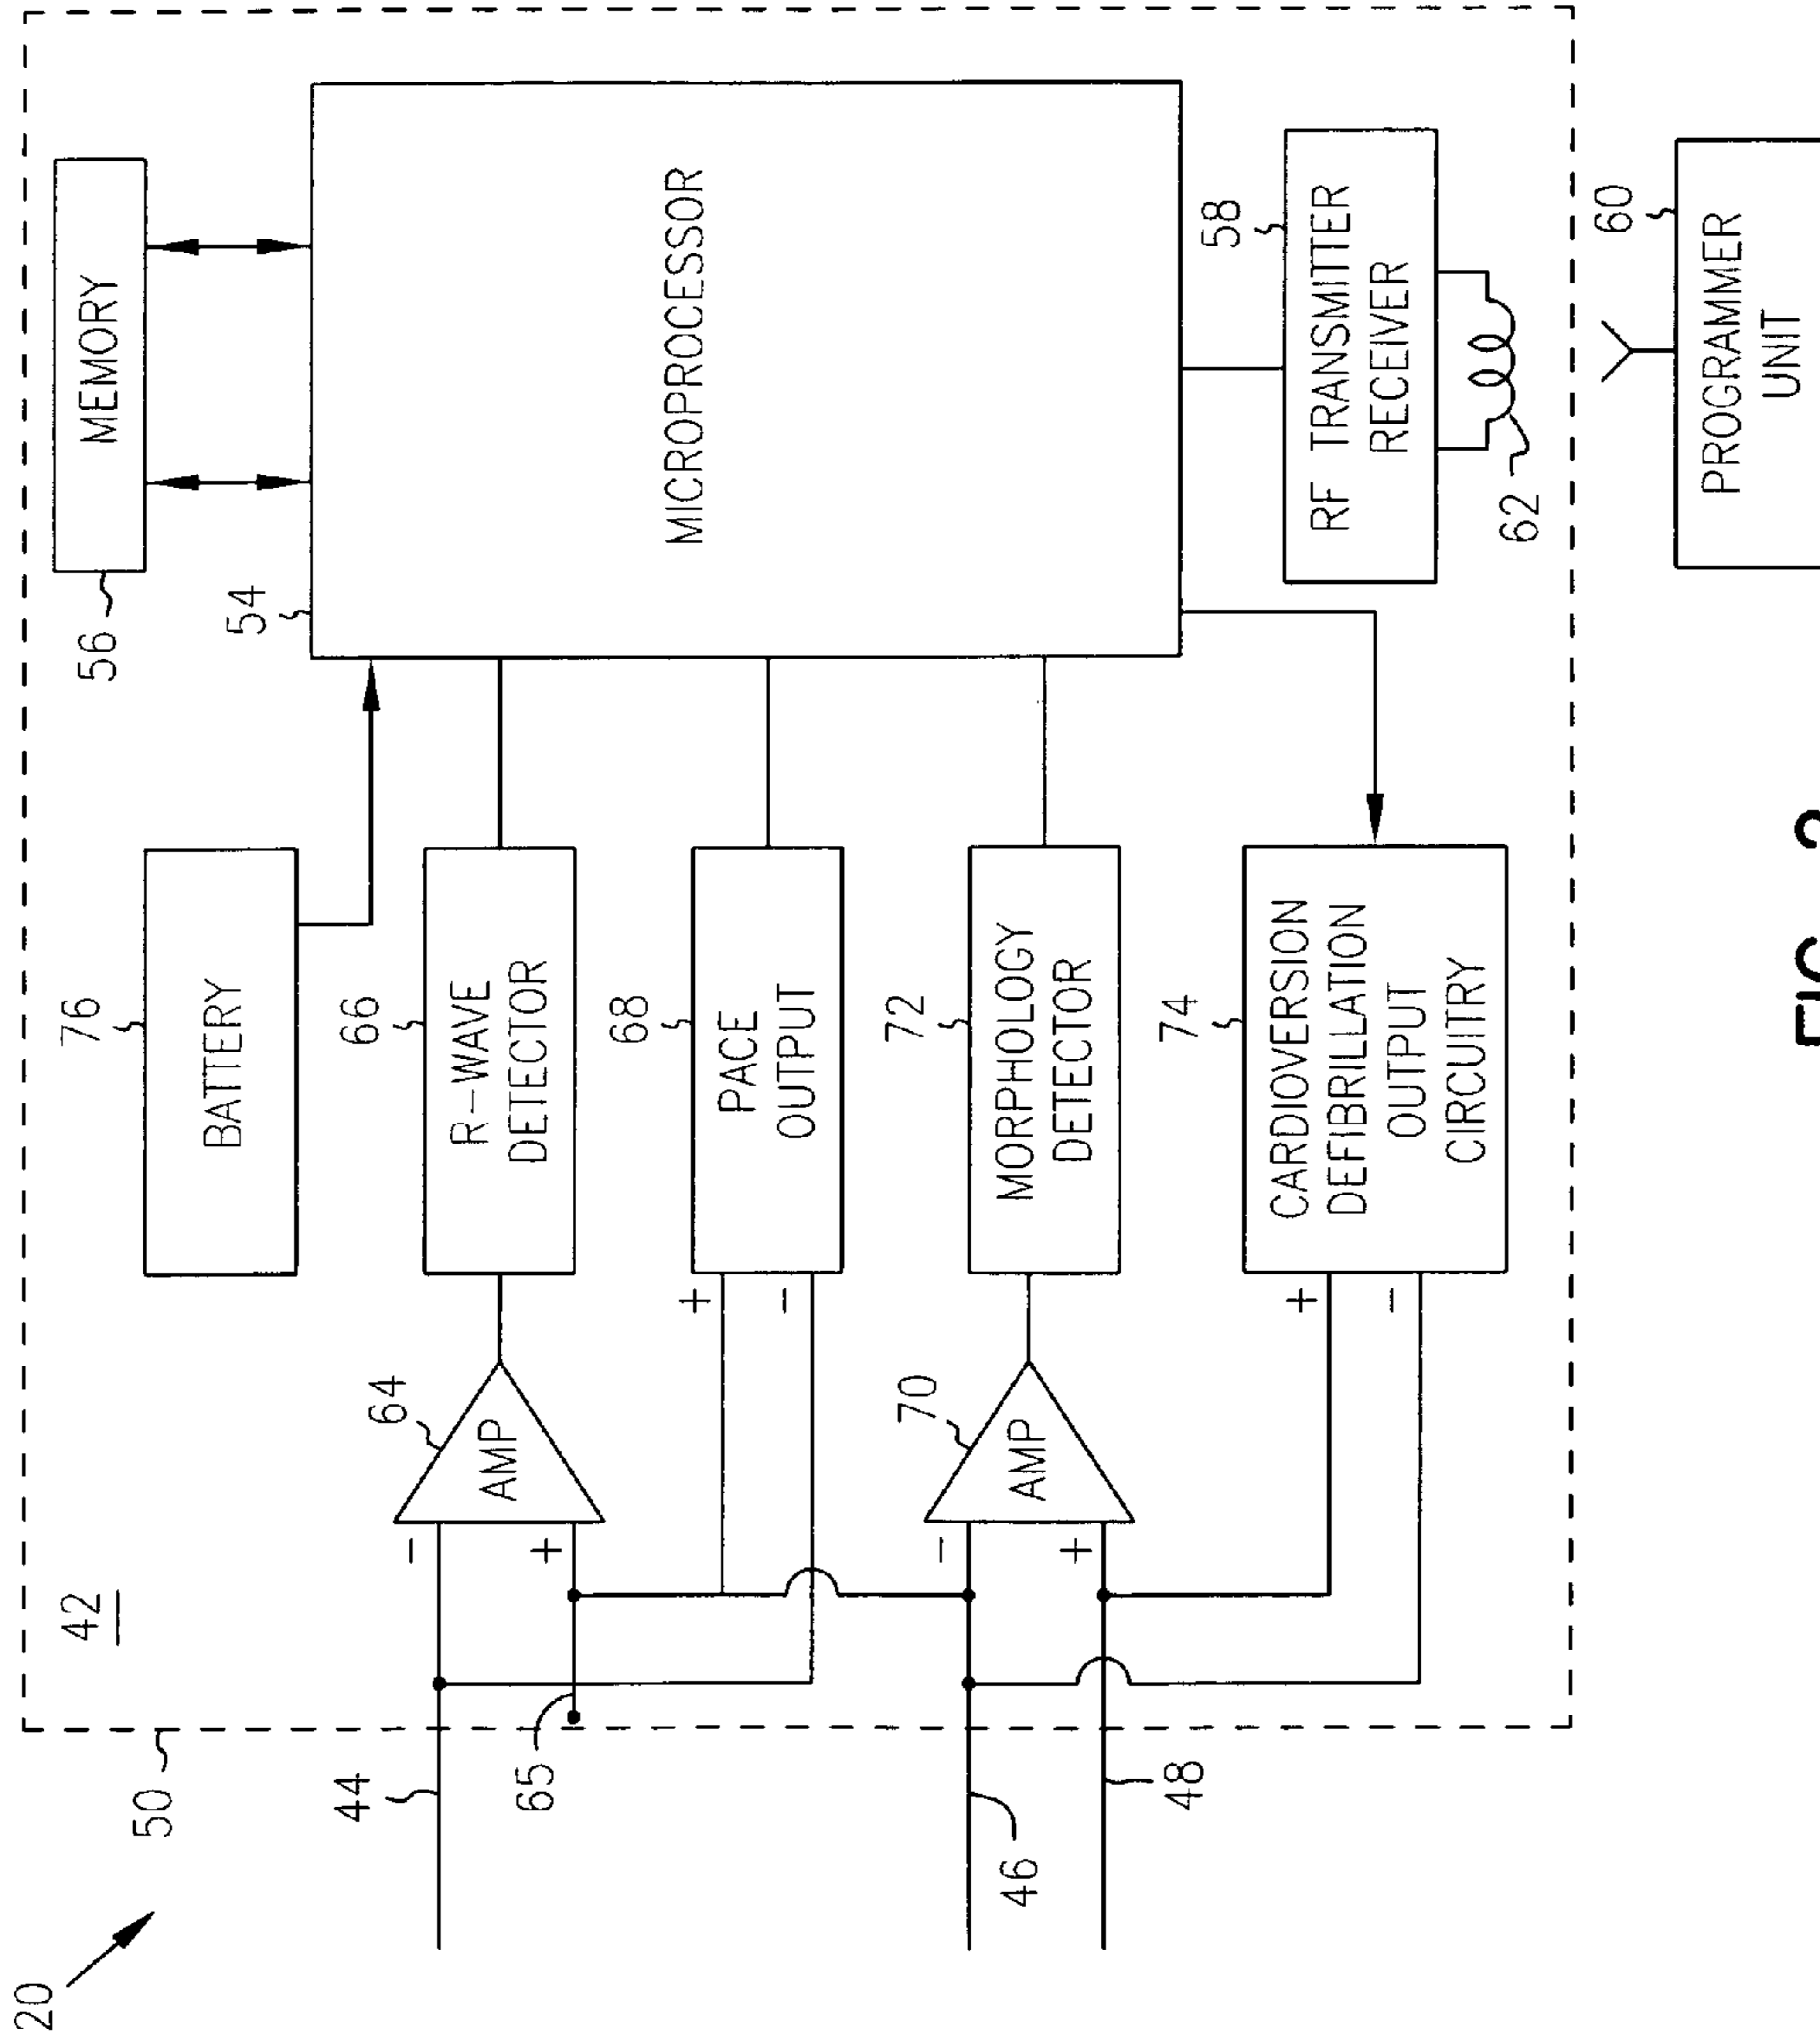 20
42
76
56
MEMORY
50
BATTERY
54
44
66
64
-
R-WAVE
DETECTOR
AMP
65
+
68
MICROPROCESSOR
+
PACE
OUTPUT
-
72
70
-
MORPHOLOGY
DETECTOR
AMP
46
+
74
48
58
+
CARDIOVERSION
DEFIBRILLATION
OUTPUT
CIRCUITRY
-
RF TRANSMITTER
RECEIVER
62
60
PROGRAMMER
UNIT